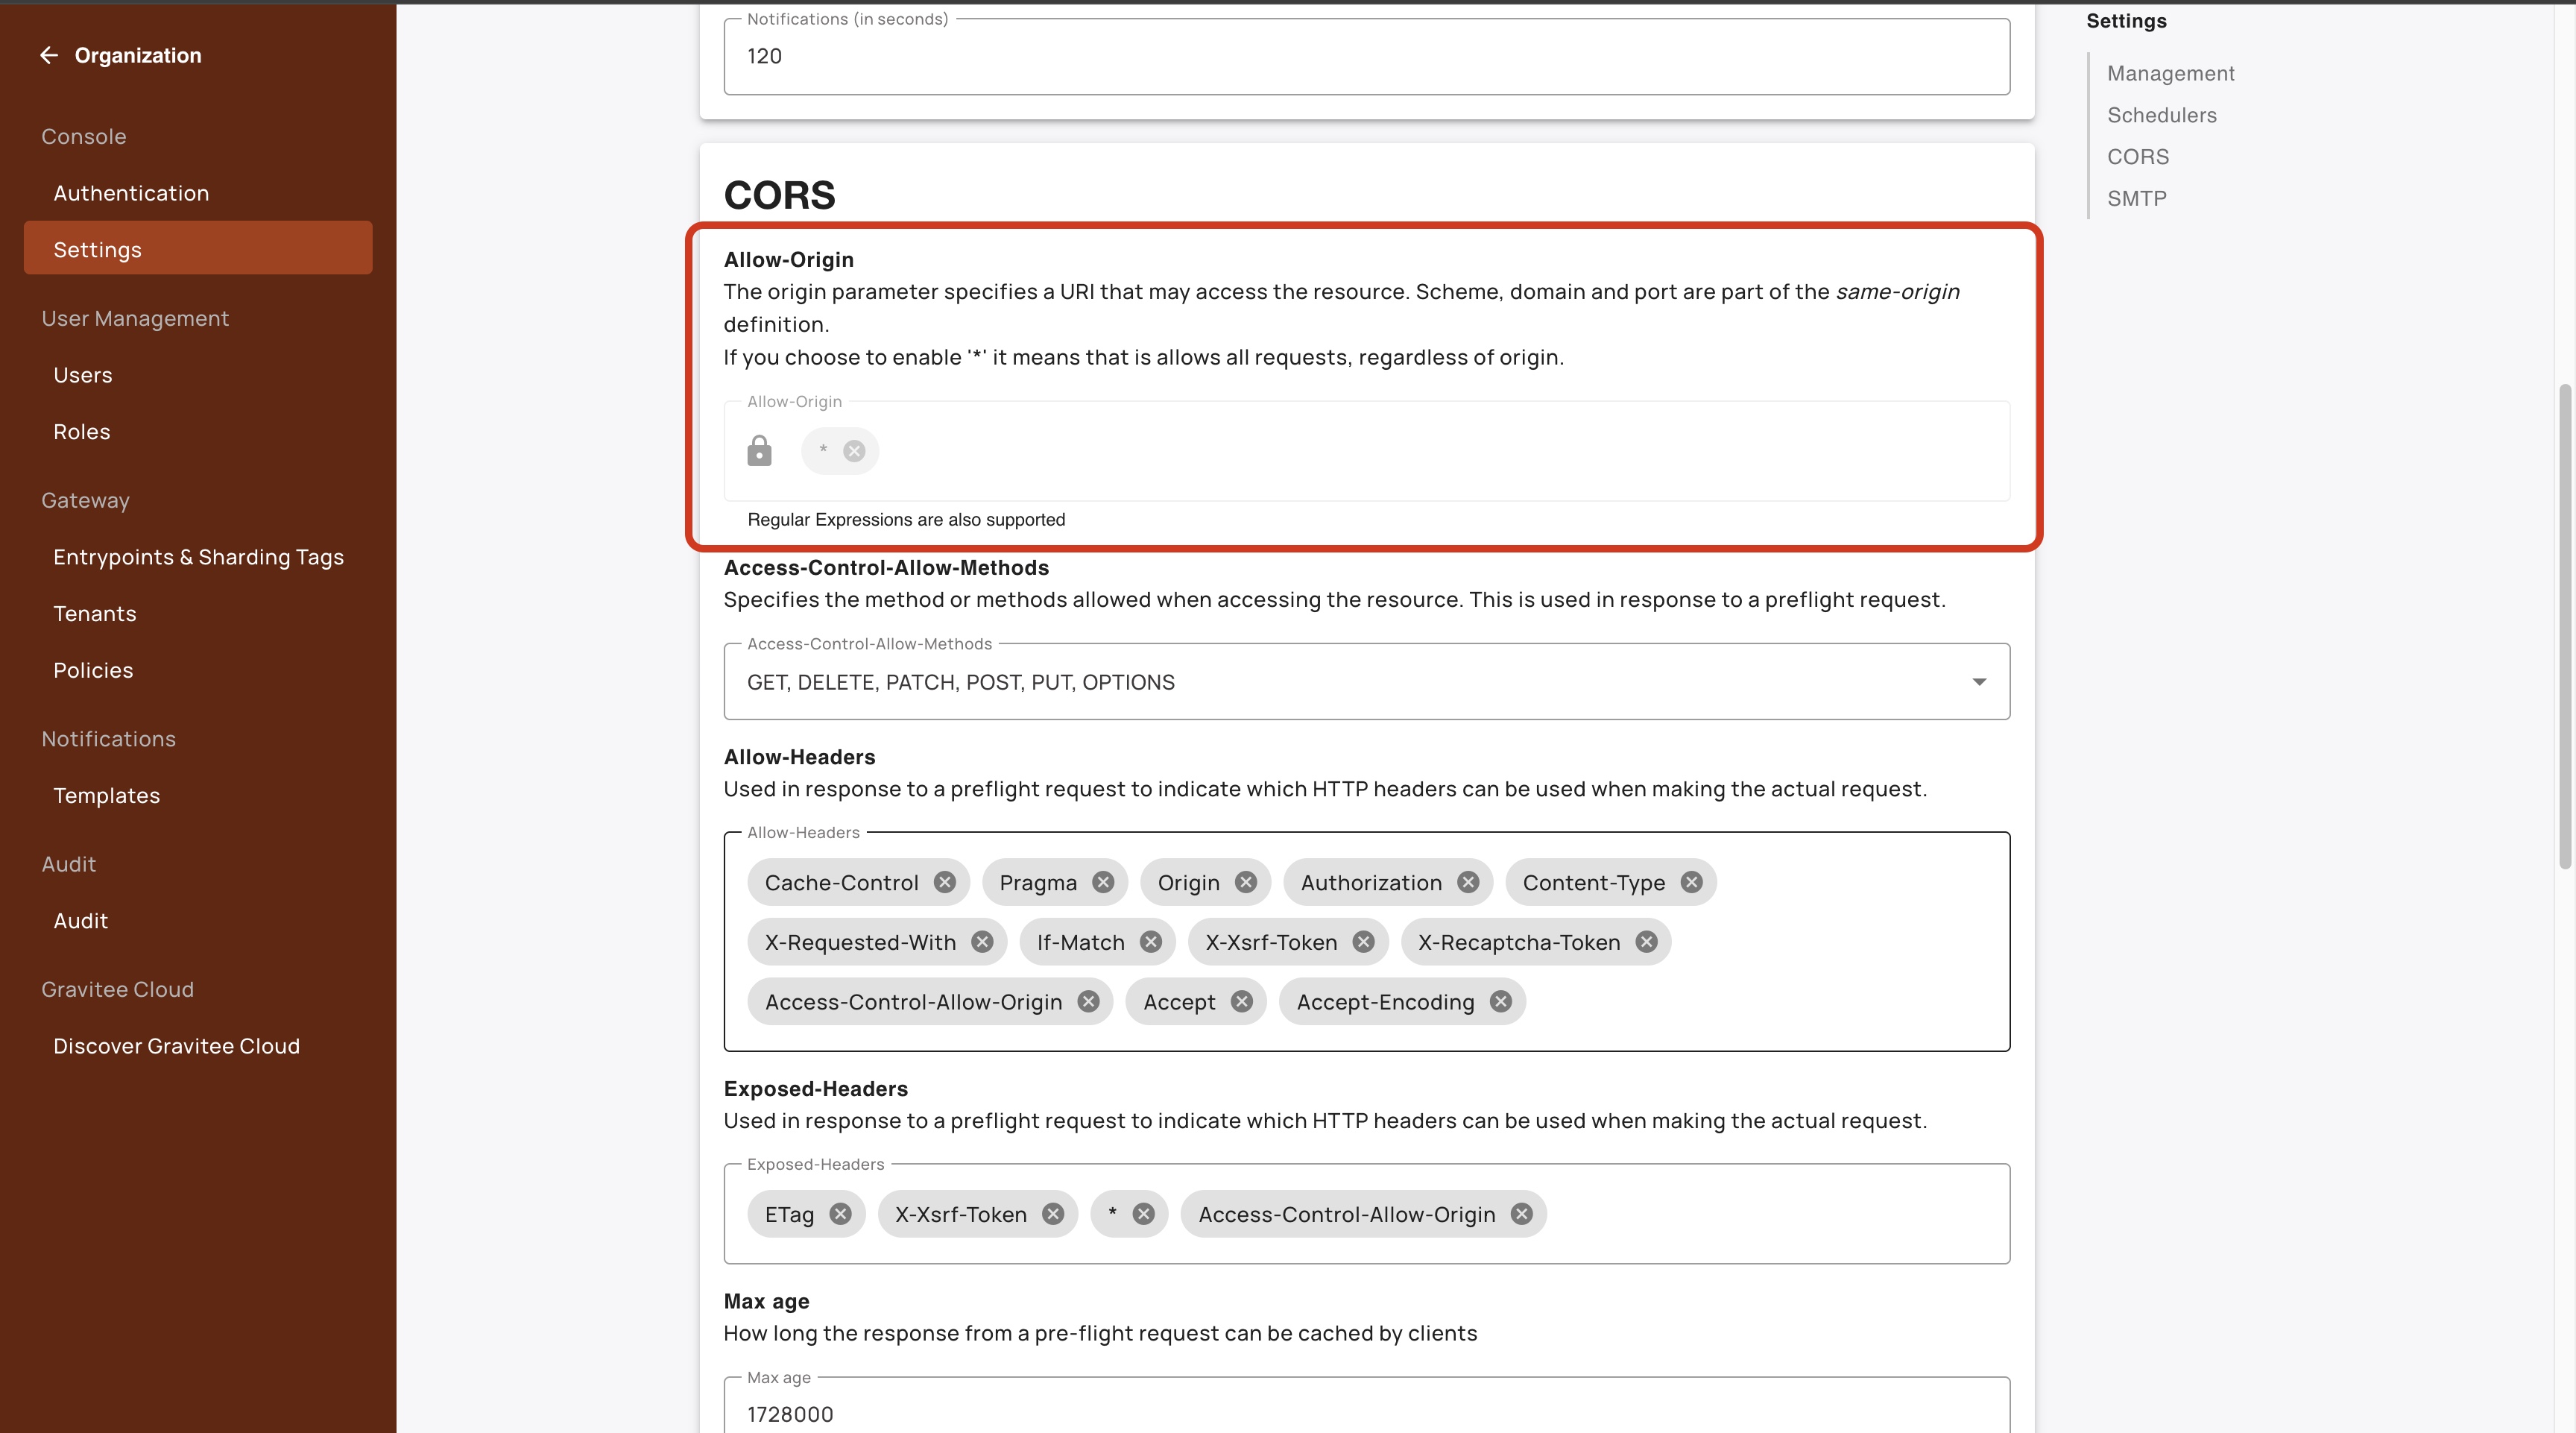 Organization
Console
Authentication
Settings
User Management
Users
Roles
Gateway
Entrypoints & Sharding Tags
Tenants
Policies
Notifications
Templates
Audit
Audit
Gravitee Cloud
Discover Gravitee Cloud
Notifications (in seconds)
120
CORS
Allow-Origin
The origin parameter specifies a URI that may access the resource. Scheme, domain and port are part of the same-origin
definition.
If you choose to enable '*' it means that is allows all requests, regardless of origin.
Allow-Origin
*
Regular Expressions are also supported
Access-Control-Allow-Methods
Specifies the method or methods allowed when accessing the resource. This is used in response to a preflight request.
Access-Control-Allow-Methods
GET, DELETE, PATCH, POST, PUT, OPTIONS
Allow-Headers
Used in response to a preflight request to indicate which HTTP headers can be used when making the actual request.
Allow-Headers
Cache-Control Pragma Origin Authorization Content-Type
X-Requested-With If-Match X-Xsrf-Token X-Recaptcha-Token
Access-Control-Allow-Origin Accept Accept-Encoding
Exposed-Headers
Used in response to a preflight request to indicate which HTTP headers can be used when making the actual request.
Exposed-Headers
ETag X-Xsrf-Token * Access-Control-Allow-Origin
Max age
How long the response from a pre-flight request can be cached by clients
Max age
1728000
Settings
Management
Schedulers
CORS
SMTP